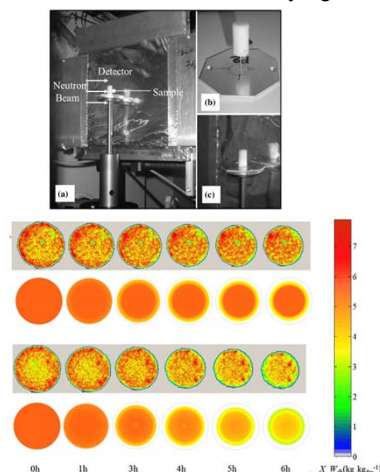 Detector
Neutron
Beam
Sample
(a)
(b)
(c)
7
6
5
4
3
2
1
0
0h 1h 3h 4h 5h 6h